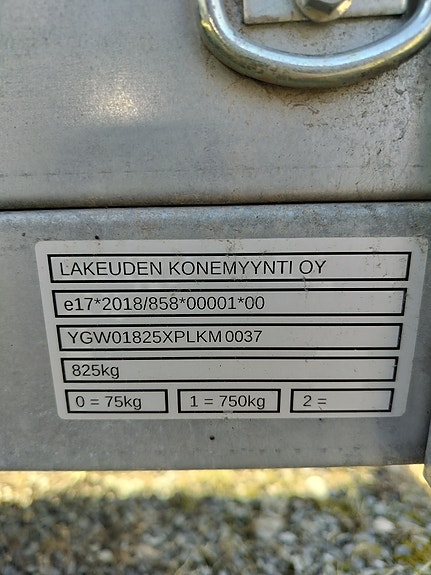 LAKEUDEN KONEMYYNTI OY
e17*2018/858*00001*00
YGW01825XPLKM0037
825kg
0 = 75kg 1 = 750kg 2 =